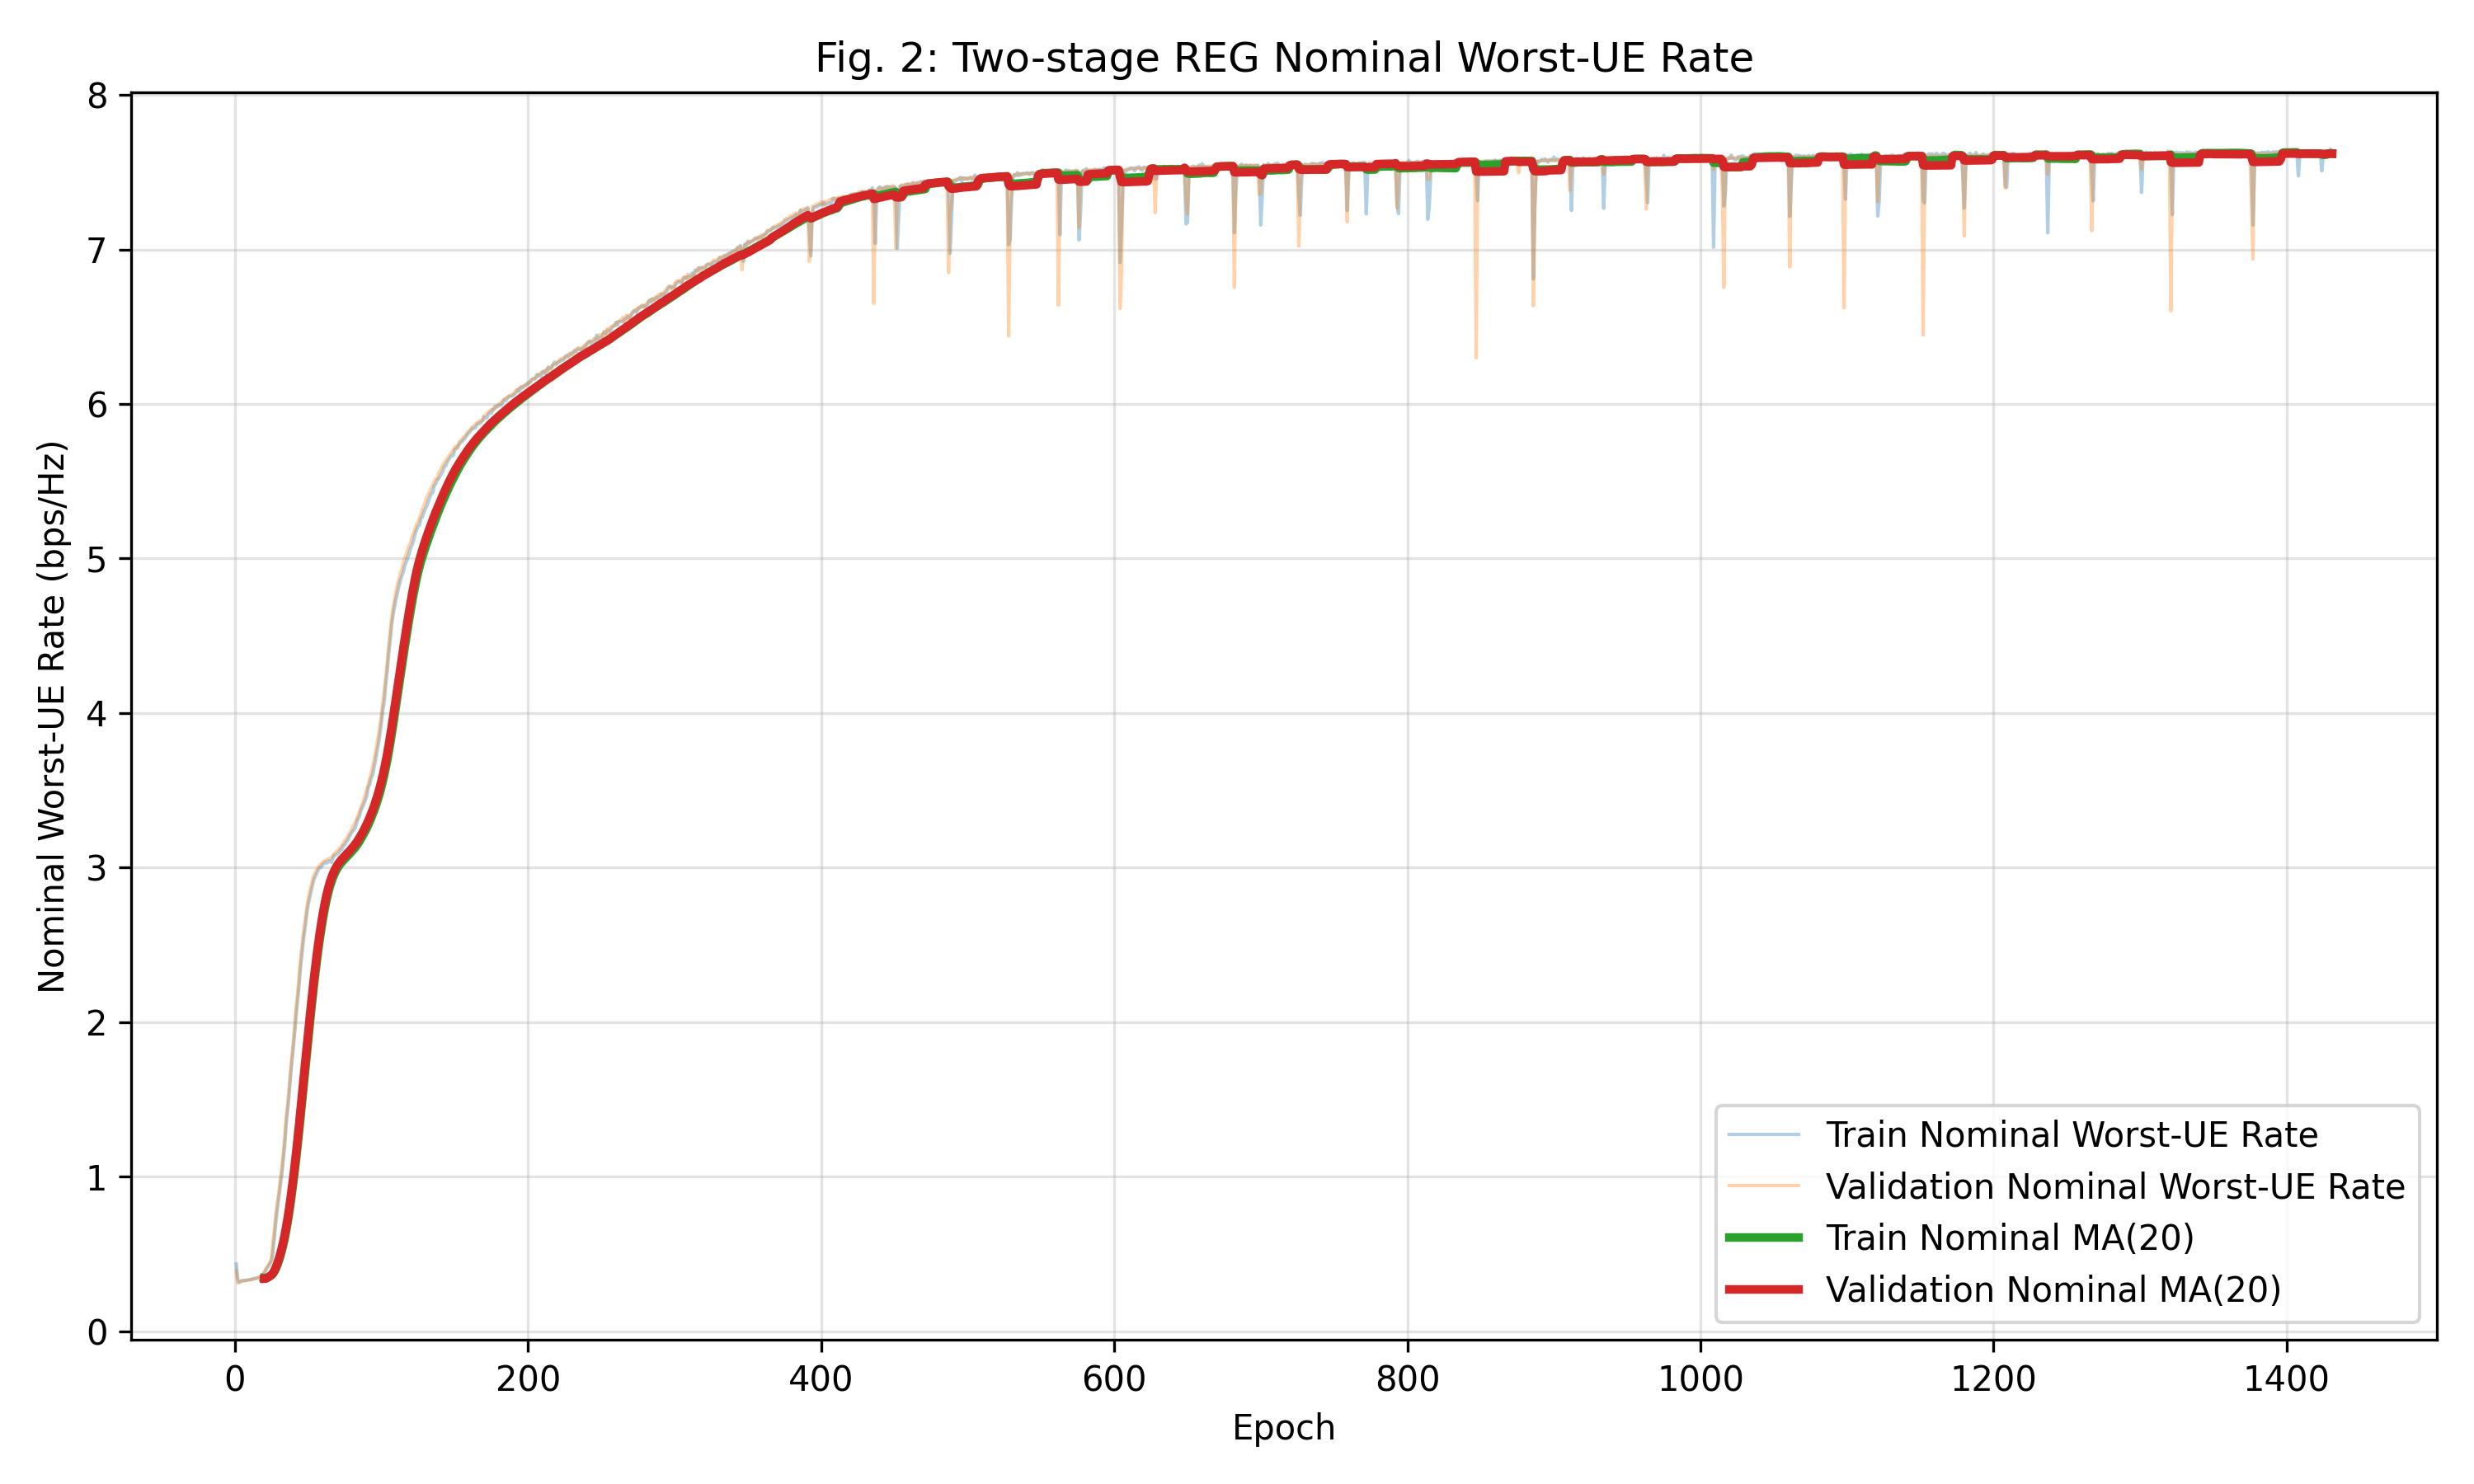 Fig. 2: Two-stage REG Nominal Worst-UE Rate
Nominal Worst-UE Rate (bps/Hz)
8
7
6
5
4
3
2
1
0
Train Nominal Worst-UE Rate
Validation Nominal Worst-UE Rate
Train Nominal MA(20)
Validation Nominal MA(20)
0 200 400 600 800 1000 1200 1400
Epoch